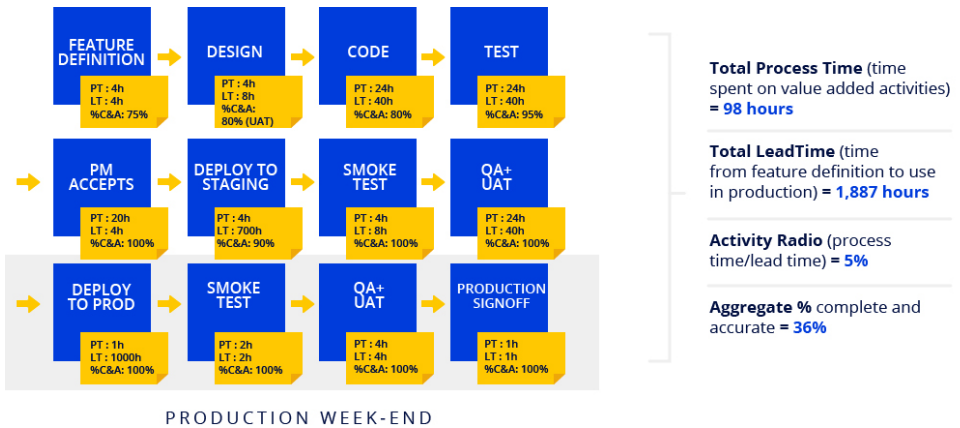 FEATURE
DEFINITION
PT : 4h
LT : 4h
%C&A: 75%
DESIGN
PT : 4h
LT : 8h
%C&A:
80% (UAT)
CODE
PT : 24h
LT : 40h
%C&A: 80%
TEST
PT : 24h
LT : 40h
%C&A: 95%
PM
ACCEPTS
PT : 20h
LT : 4h
%C&A: 100%
DEPLOY TO
STAGING
PT : 4h
LT : 700h
%C&A: 90%
SMOKE
TEST
PT : 4h
LT : 8h
%C&A: 100%
QA+
UAT
PT : 24h
LT : 40h
%C&A: 100%
DEPLOY
TO PROD
PT : 1h
LT : 1000h
%C&A: 100%
SMOKE
TEST
PT : 2h
LT : 2h
%C&A: 100%
QA+
UAT
PT : 4h
LT : 4h
%C&A: 100%
PRODUCTION
SIGNOFF
PT : 1h
LT : 1h
%C&A: 100%
PRODUCTION WEEK-END
Total Process Time (time
spent on value added activities)
= 98 hours
Total LeadTime (time
from feature definition to use
in production) = 1,887 hours
Activity Radio (process
time/lead time) = 5%
Aggregate % complete and
accurate = 36%